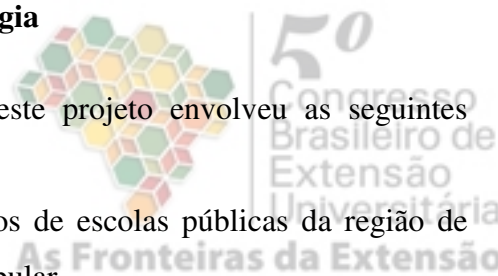 gia
5º
Congresso
este projeto envolveu as seguintes
Brasileiro de
Extensão
Universitária
os de escolas públicas da região de
As Fronteiras da Extensão
pular